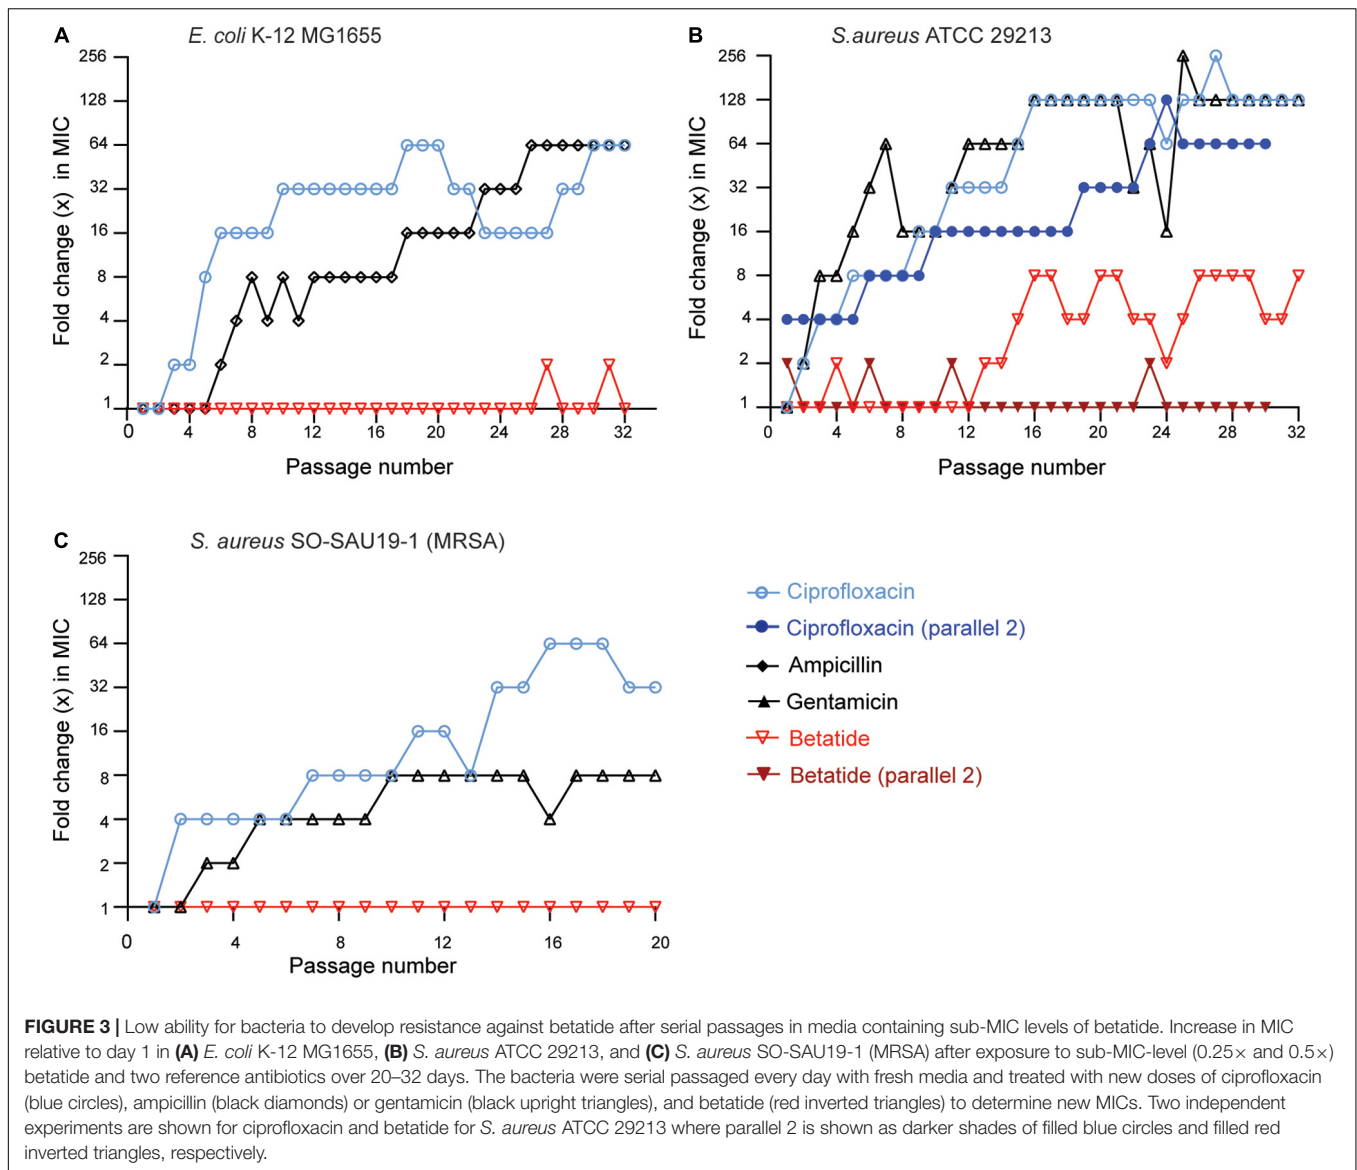 A
E. coli K-12 MG1655
256
128
64
32
16
8
4
2
1
Fold change (x) in MIC
0 4 8 12 16 20 24 28 32
Passage number
B
S.aureus ATCC 29213
256
128
64
32
16
8
4
2
1
Fold change (x) in MIC
0 4 8 12 16 20 24 28 32
Passage number
C
S. aureus SO-SAU19-1 (MRSA)
256
128
64
32
16
8
4
2
1
Fold change (x) in MIC
0 4 8 12 16 20
Passage number
Ciprofloxacin
Ciprofloxacin (parallel 2)
Ampicillin
Gentamicin
Betatide
Betatide (parallel 2)
FIGURE 3 | Low ability for bacteria to develop resistance against betatide after serial passages in media containing sub-MIC levels of betatide. Increase in MIC
relative to day 1 in (A) E. coli K-12 MG1655, (B) S. aureus ATCC 29213, and (C) S. aureus SO-SAU19-1 (MRSA) after exposure to sub-MIC-level (0.25× and 0.5×)
betatide and two reference antibiotics over 20–32 days. The bacteria were serial passaged every day with fresh media and treated with new doses of ciprofloxacin
(blue circles), ampicillin (black diamonds) or gentamicin (black upright triangles), and betatide (red inverted triangles) to determine new MICs. Two independent
experiments are shown for ciprofloxacin and betatide for S. aureus ATCC 29213 where parallel 2 is shown as darker shades of filled blue circles and filled red
inverted triangles, respectively.